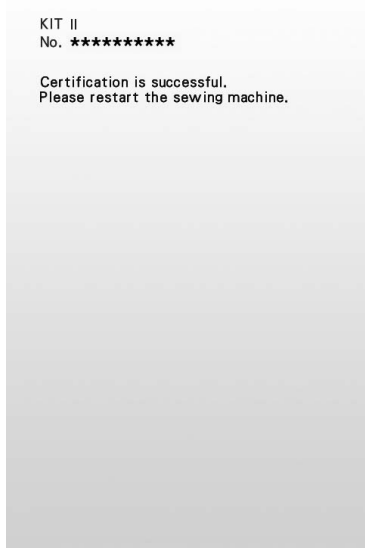 KIT II
No. **********
Certification is successful.
Please restart the sewing machine.